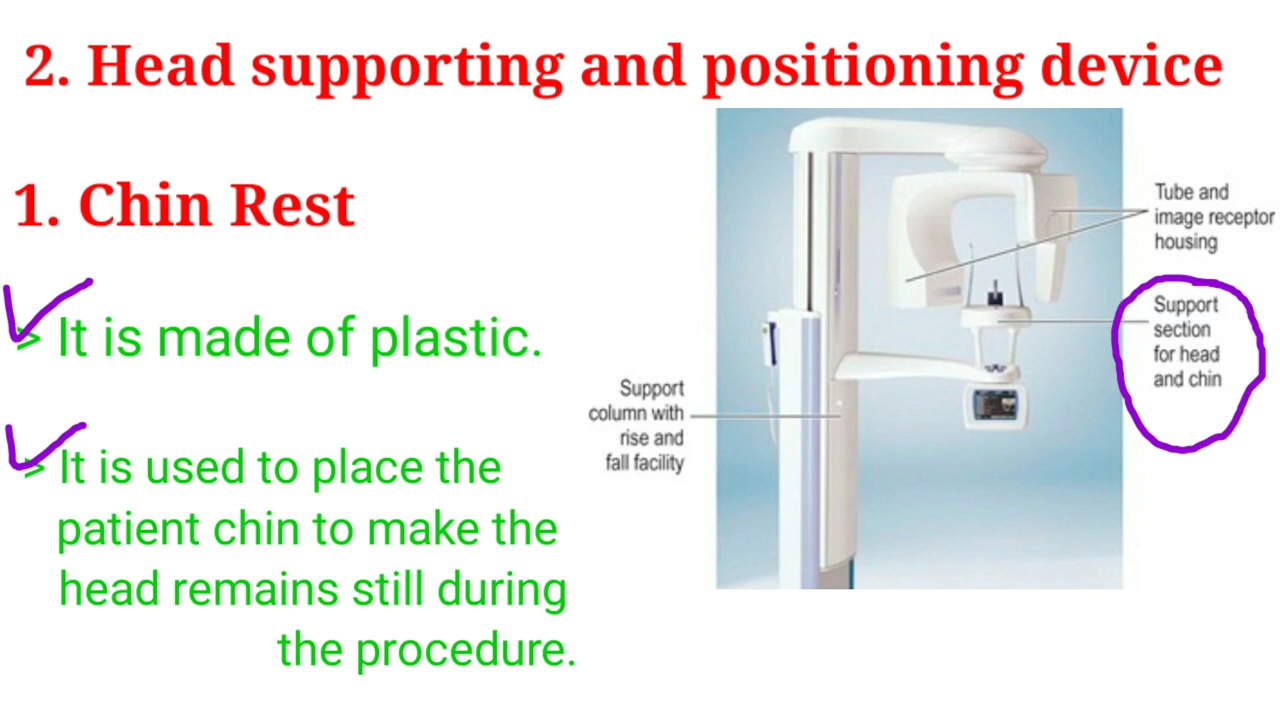 2. Head supporting and positioning device
1. Chin Rest
> It is made of plastic.
> It is used to place the
patient chin to make the
head remains still during
the procedure.
Tube and
image receptor
housing
Support
section
for head
and chin
Support
column with
rise and
fall facility